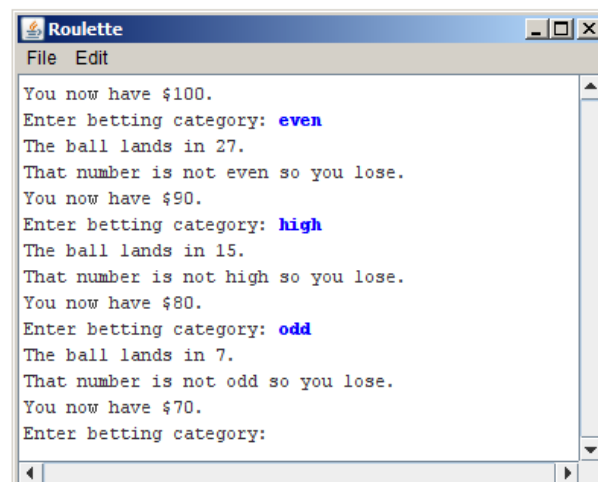 Roulette
File Edit
You now have $100.
Enter betting category: even
The ball lands in 27.
That number is not even so you lose.
You now have $90.
Enter betting category: high
The ball lands in 15.
That number is not high so you lose.
You now have $80.
Enter betting category: odd
The ball lands in 7.
That number is not odd so you lose.
You now have $70.
Enter betting category: